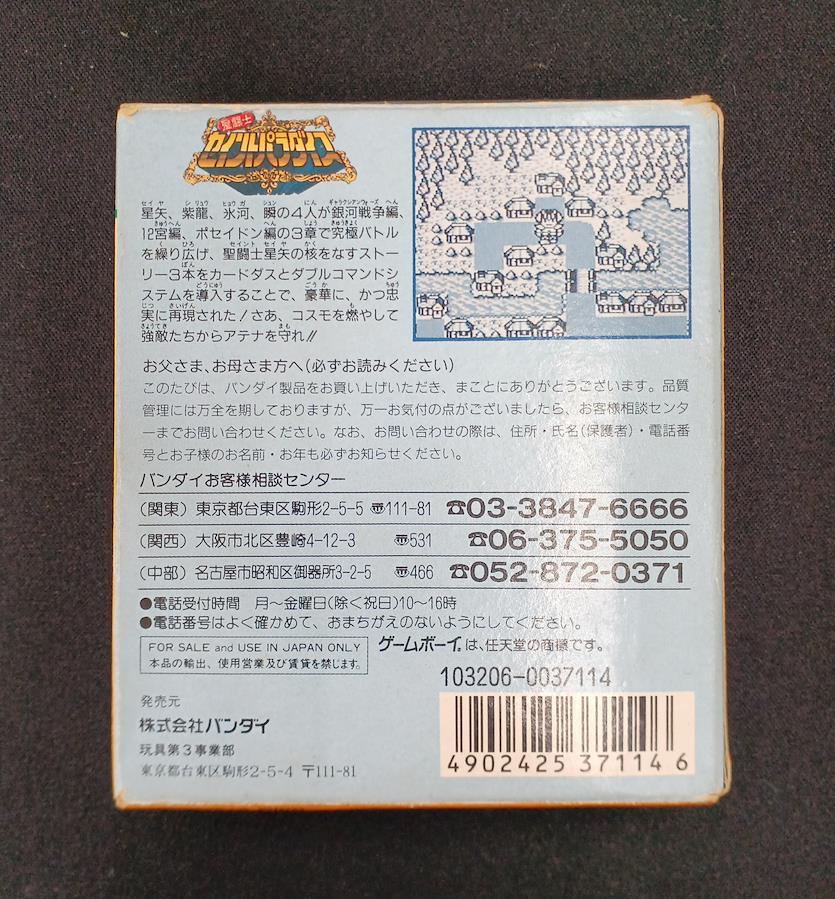 星闘士
セイントパラダイス
星矢、紫龍、氷河、瞬の4人が銀河戦争編、
12宮編、ポセイドン編の3章で究極バトル
を繰り広げ、聖闘士星矢の核をなすストー
リー3本をカードダスとダブルコマンドシ
ステムを導入することで、豪華に、かつ忠
実に再現された!さあ、コスモを燃やして
強敵たちからアテナを守れ!!
お父さま、お母さま方へ(必ずお読みください)
このたびは、バンダイ製品をお買い上げいただき、まことにありがとうございます。品質
管理には万全を期しておりますが、万一お気付の点がございましたら、お客様相談センタ
ーまでお問い合わせください。なお、お問い合わせの際は、住所・氏名(保護者)・電話番
号とお子様のお名前・お年も必ずお知らせください。
バンダイお客様相談センター
(関東) 東京都台東区駒形2-5-5 〠111-81 ☎03-3847-6666
(関西) 大阪市北区豊崎4-12-3 〠531 ☎06-375-5050
(中部) 名古屋市昭和区御器所3-2-5 〠466 ☎052-872-0371
●電話受付時間 月〜金曜日(除く祝日)10〜16時
●電話番号はよく確かめて、おまちがえのないようにしてください。
FOR SALE and USE IN JAPAN ONLY
本品の輸出、使用営業及び賃貸を禁じます。
ゲームボーイ®は、任天堂の商標です。
103206-0037114
発売元
株式会社バンダイ
玩具第3事業部
東京都台東区駒形2-5-4 〒111-81
4902425 371146